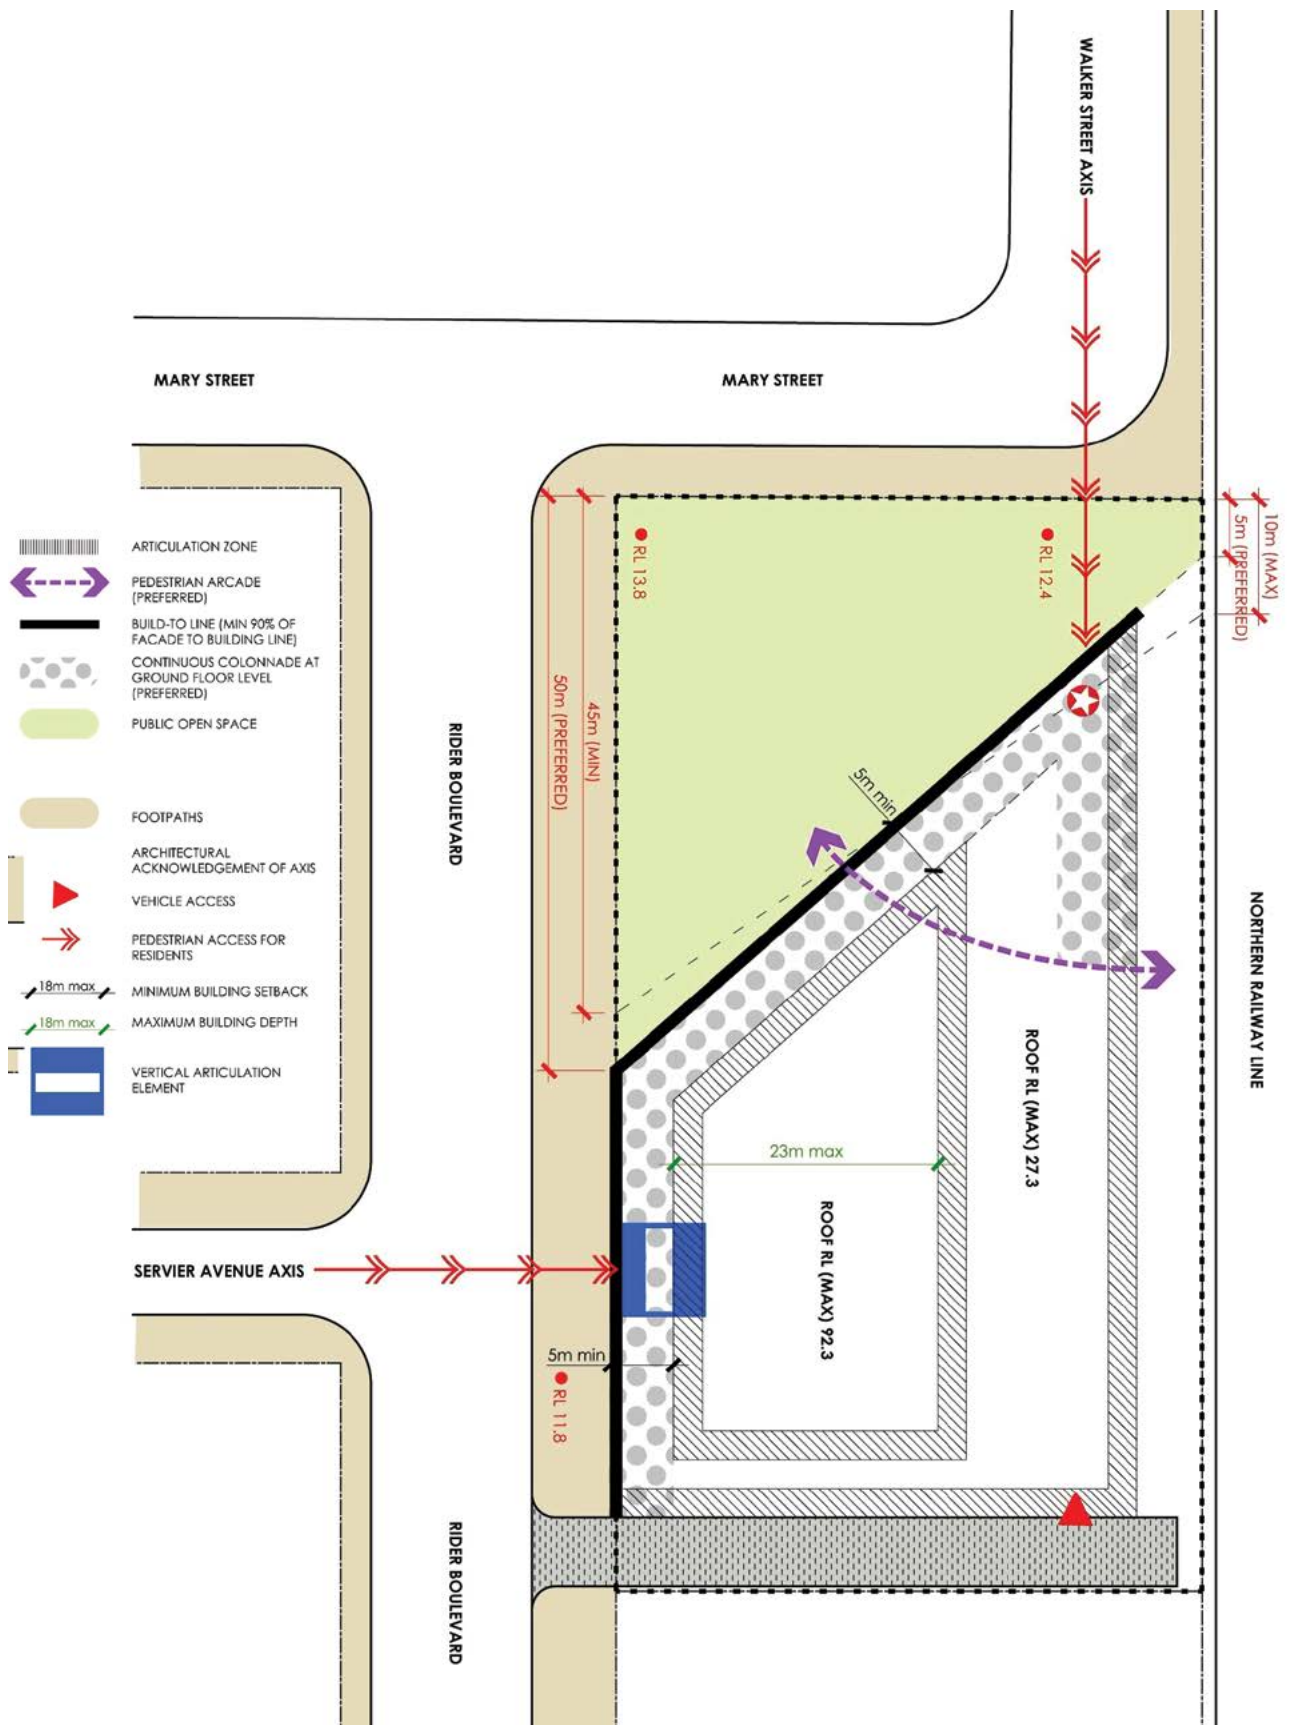 WALKER STREET AXIS
MARY STREET
MARY STREET
10m (MAX)
5m (PREFERRED)
RL 13.8
RL 12.4
50m (PREFERRED)
45m (MIN)
ARTICULATION ZONE
PEDESTRIAN ARCADE
(PREFERRED)
BUILD-TO LINE (MIN 90% OF
FACADE TO BUILDING LINE)
CONTINUOUS COLONNADE AT
GROUND FLOOR LEVEL
(PREFERRED)
PUBLIC OPEN SPACE
FOOTPATHS
ARCHITECTURAL
ACKNOWLEDGEMENT OF AXIS
VEHICLE ACCESS
PEDESTRIAN ACCESS FOR
RESIDENTS
18m max
MINIMUM BUILDING SETBACK
18m max
MAXIMUM BUILDING DEPTH
VERTICAL ARTICULATION
ELEMENT
RIDER BOULEVARD
5m min
NORTHERN RAILWAY LINE
ROOF RL (MAX) 27.3
23m max
ROOF RL (MAX) 92.3
SERVIER AVENUE AXIS
5m min
RL 11.8
RIDER BOULEVARD